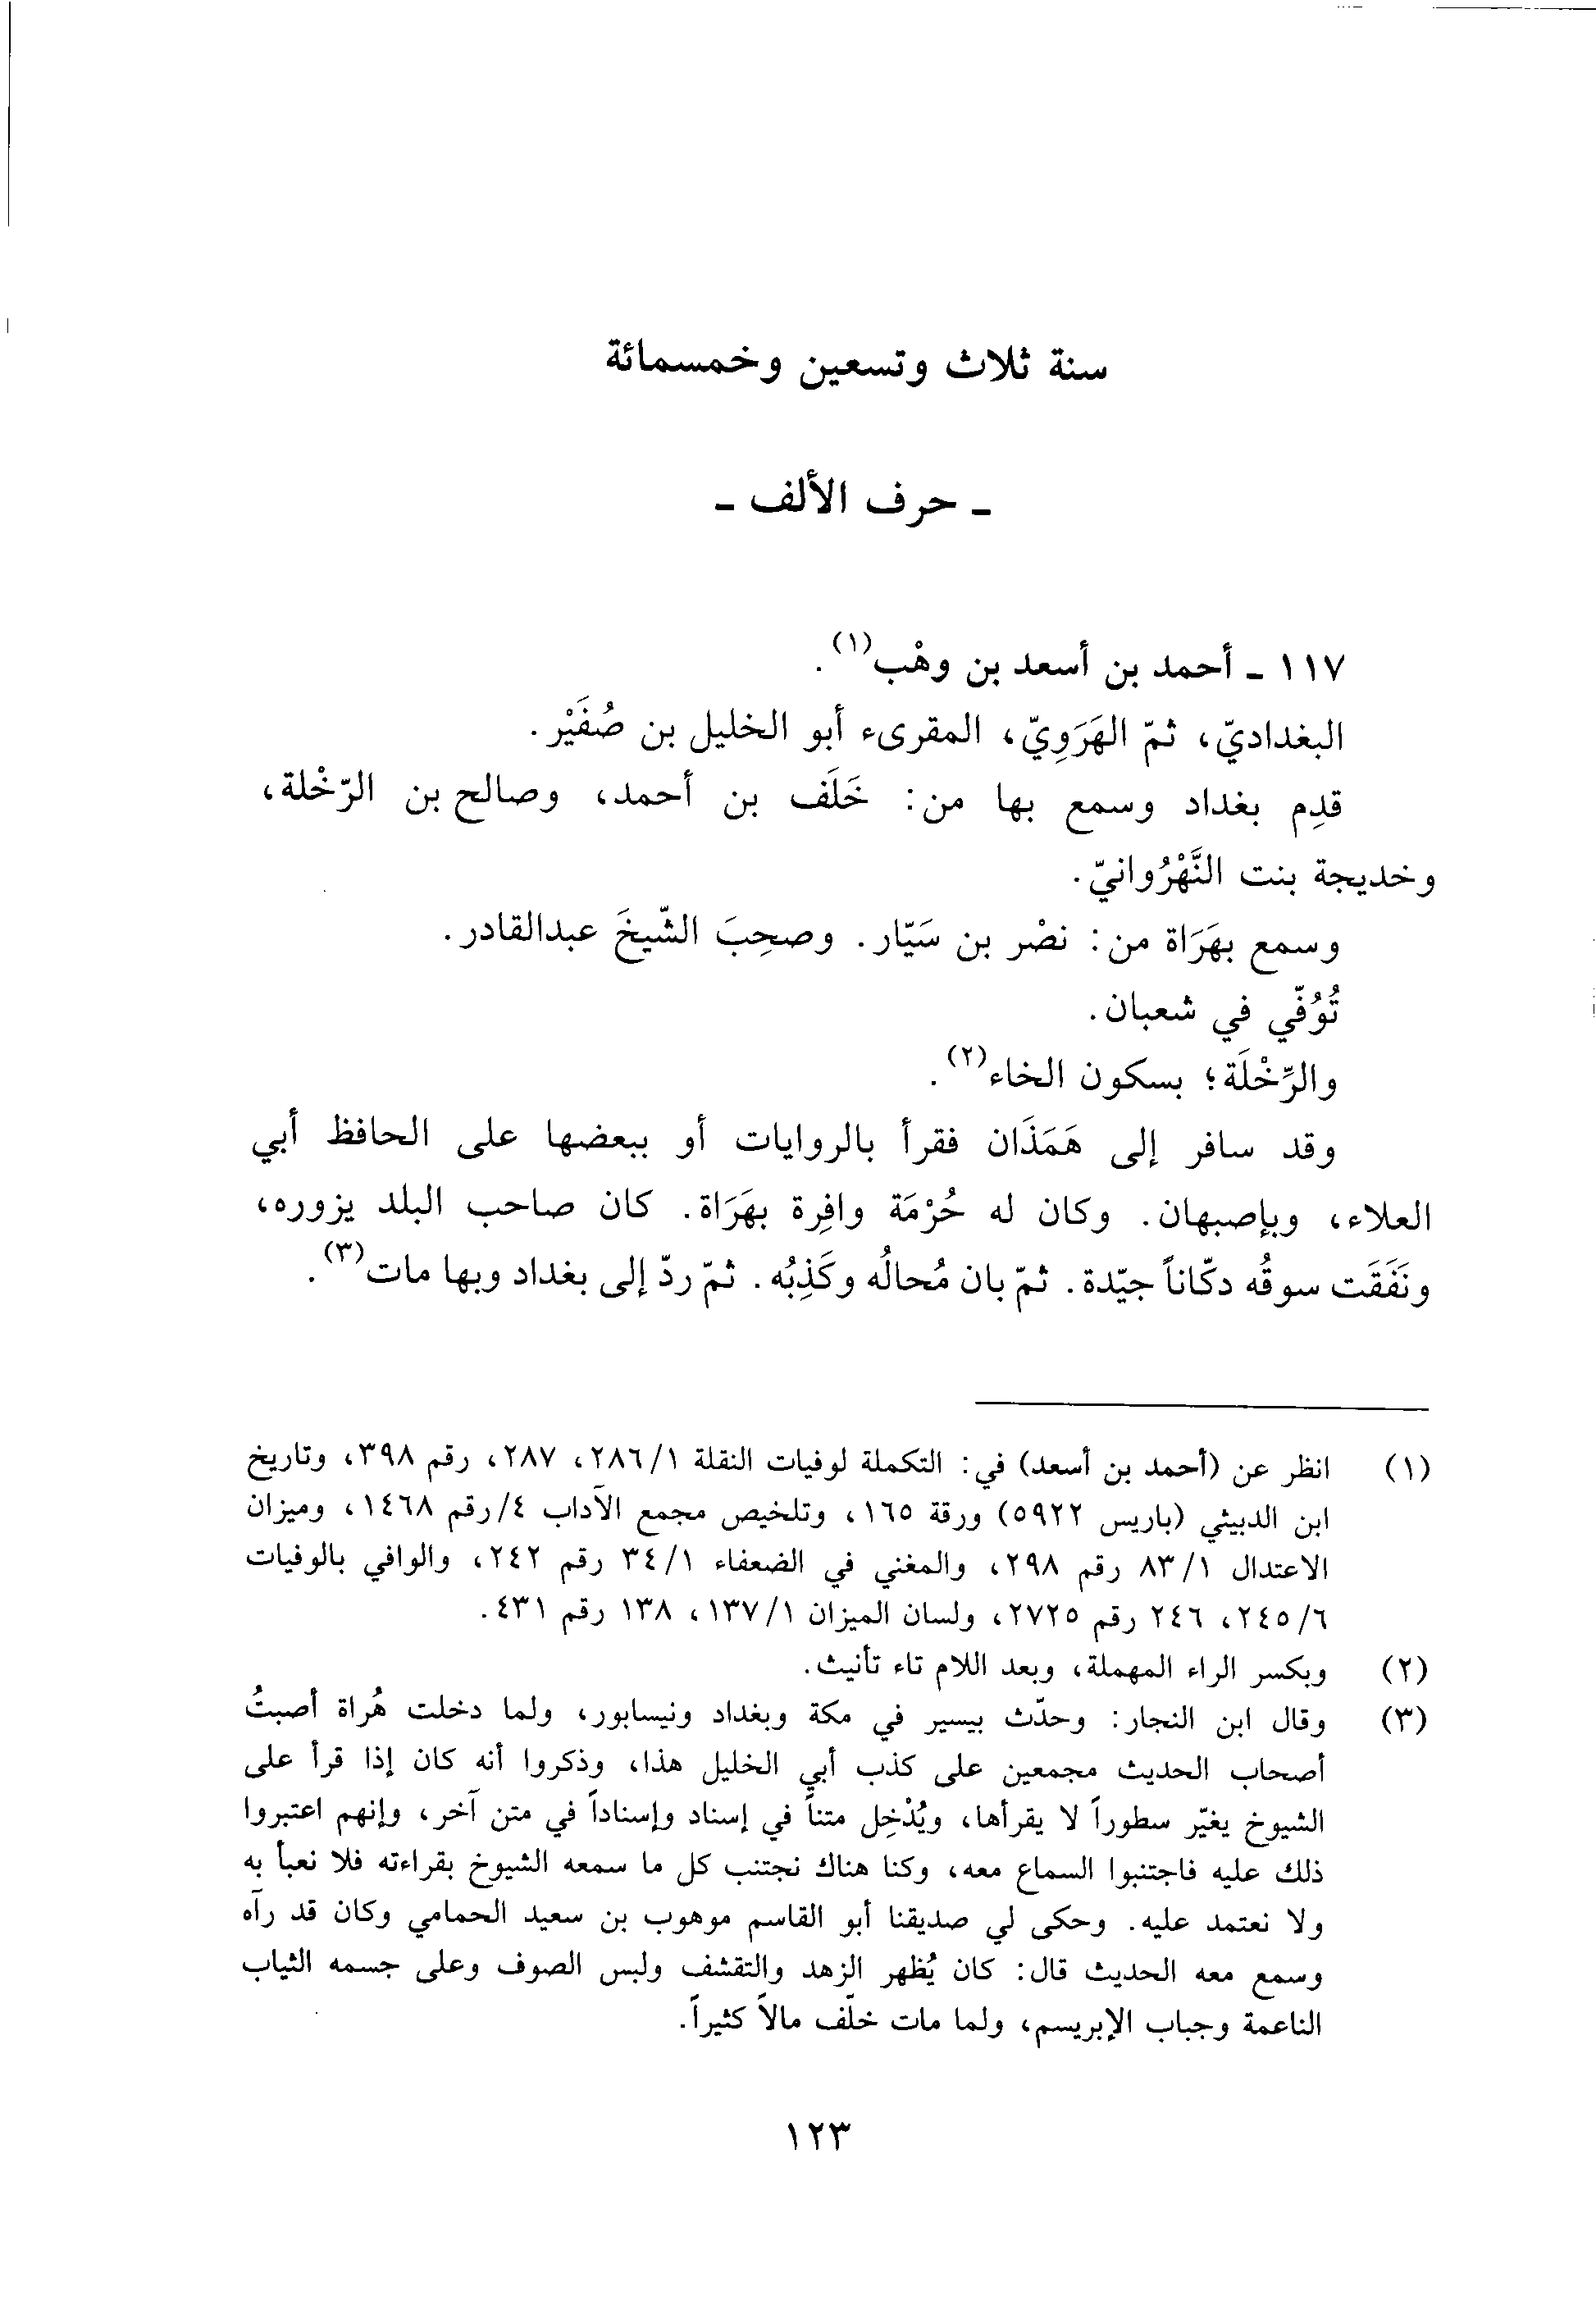 سنة ثلاث وتسعين وخمسمائة
ـ حرف الألف ـ
١١٧ ـ أحمد بن أسعد بن وهْب(١).
البغداديّ، ثمّ الهَرَوِيّ، المقرىء أبو الخليل بن صُفَيْر.
قدِم بغداد وسمع بها من: خَلَف بن أحمد، وصالح بن الرّخْلة،
وخديجة بنت النَّهْرُوانيّ.
وسمع بهَرَاة من: نصْر بن سَيّار. وصحِبَ الشّيخَ عبدالقادر.
تُوُفّي في شعبان.
والرِّخْلَة؛ بسكون الخاء(٢).
وقد سافر إلى هَمَذَان فقرأ بالروايات أو ببعضها على الحافظ أبي
العلاء، وبإصبهان. وكان له حُرْمَة وافِرة بهَرَاة. كان صاحب البلد يزوره،
ونَفَقَت سوقُه دكّاناً جيّدة. ثمّ بان مُحالُه وكَذِبُه. ثمّ ردّ إلى بغداد وبها مات(٣).
(١) انظر عن (أحمد بن أسعد) في: التكملة لوفيات النقلة ٢٨٦/١، ٢٨٧، رقم ٣٩٨، وتاريخ
ابن الدبيثي (باريس ٥٩٢٢) ورقة ١٦٥، وتلخيص مجمع الآداب ٤/رقم ١٤٦٨، وميزان
الاعتدال ٨٣/١ رقم ٢٩٨، والمغني في الضعفاء ٣٤/١ رقم ٢٤٢، والوافي بالوفيات
٢٤٥/٦، ٢٤٦ رقم ٢٧٢٥، ولسان الميزان ١٣٧/١، ١٣٨ رقم ٤٣١.
(٢) وبكسر الراء المهملة، وبعد اللام تاء تأنيث.
(٣) وقال ابن النجار: وحدّث بيسير في مكة وبغداد ونيسابور، ولما دخلت هُراة أصبتُ
أصحاب الحديث مجمعين على كذب أبي الخليل هذا، وذكروا أنه كان إذا قرأ على
الشيوخ يغيّر سطوراً لا يقرأها، ويُدْخِل متناً في إسناد وإسناداً في متن آخر، وإنهم اعتبروا
ذلك عليه فاجتنبوا السماع معه، وكنا هناك نجتنب كل ما سمعه الشيوخ بقراءته فلا نعبأ به
ولا نعتمد عليه. وحكى لي صديقنا أبو القاسم موهوب بن سعيد الحمامي وكان قد رآه
وسمع معه الحديث قال: كان يُظهر الزهد والتقشف ولبس الصوف وعلى جسمه الثياب
الناعمة وجباب الإبريسم، ولما مات خلّف مالاً كثيراً.
١٢٣